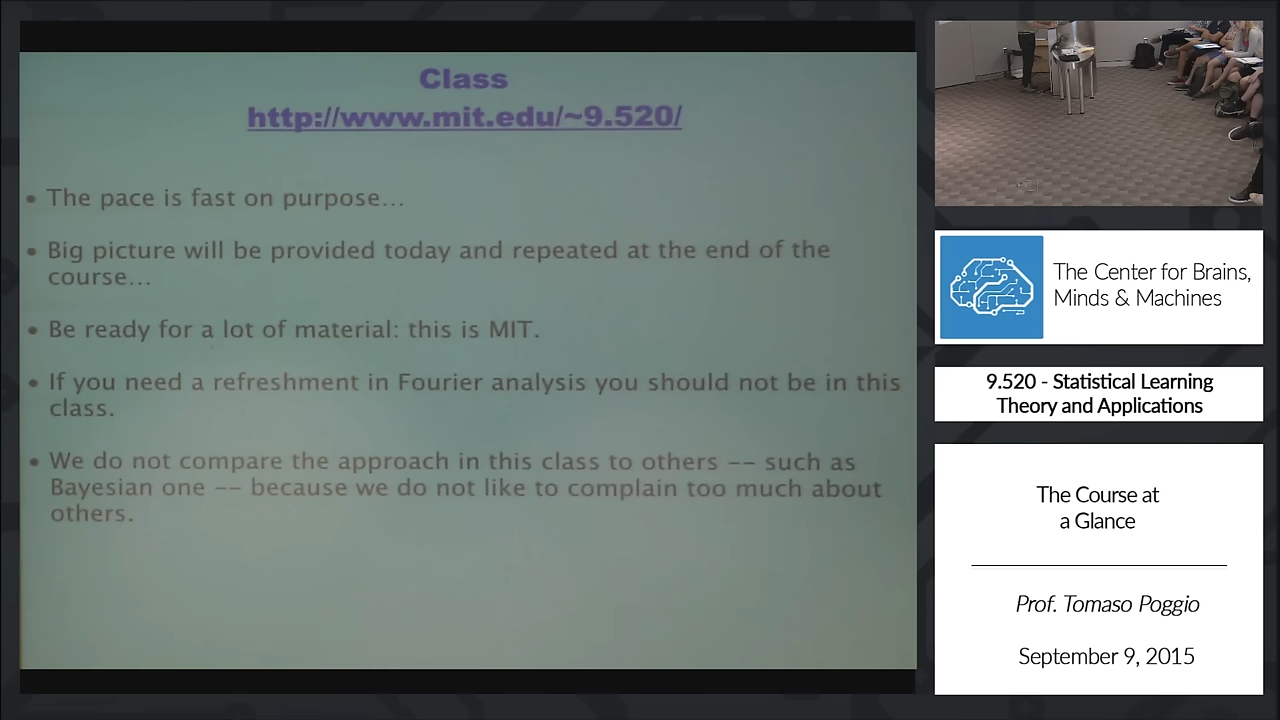 Class
http://www.mit.edu/~9.520/
• The pace is fast on purpose...
• Big picture will be provided today and repeated at the end of the
course...
• Be ready for a lot of material: this is MIT.
• If you need a refreshment in Fourier analysis you should not be in this
class.
• We do not compare the approach in this class to others -- such as
Bayesian one -- because we do not like to complain too much about
others.
The Center for Brains,
Minds & Machines
9.520 - Statistical Learning
Theory and Applications
The Course at
a Glance
Prof. Tomaso Poggio
September 9, 2015